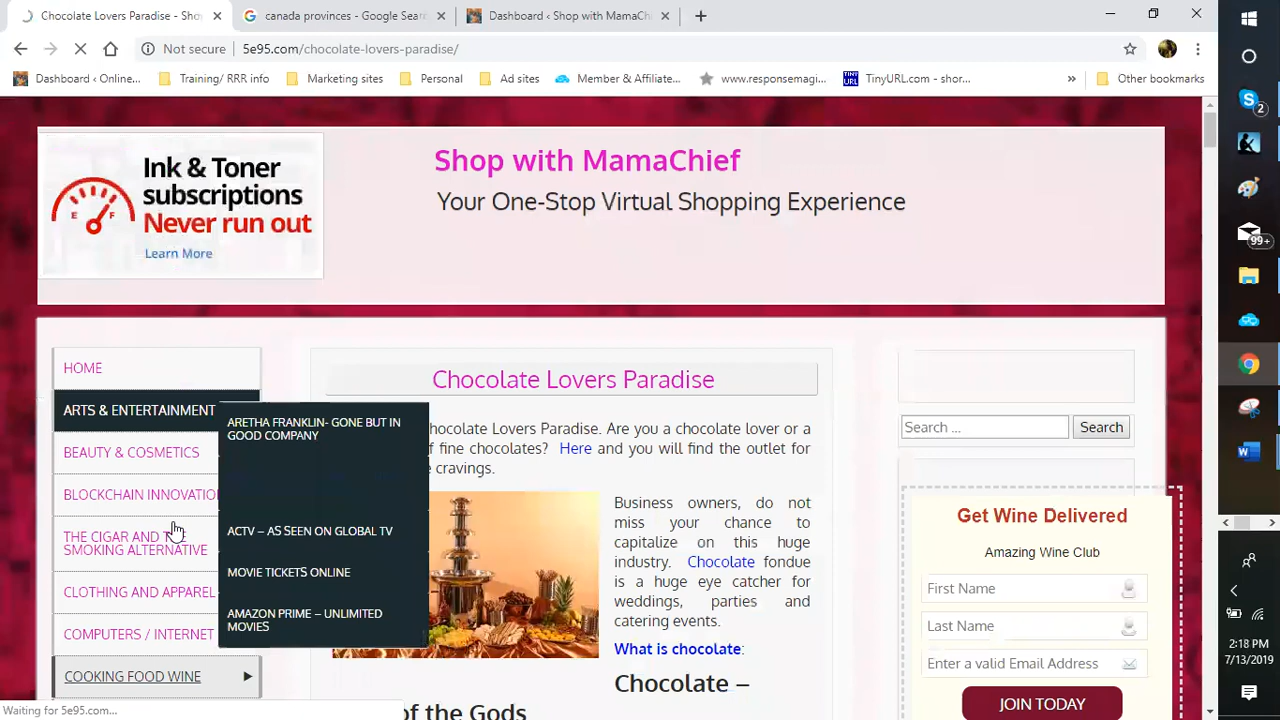 Chocolate Lovers Paradise - Sho
canada provinces - Google Sear
Dashboard ‹ Shop with MamaChi
Not secure
5e95.com/chocolate-lovers-paradise/
Dashboard ‹ Online...
Training/ RRR info
Marketing sites
Personal
Ad sites
Member & Affiliate...
www.responsemagi...
TINY
URL
TinyURL.com - shor...
»
Other bookmarks
Ink & Toner
subscriptions
Never run out
Learn More
E F
Shop with MamaChief
Your One-Stop Virtual Shopping Experience
HOME
ARTS & ENTERTAINMENT
BEAUTY & COSMETICS
BLOCKCHAIN INNOVATIO
THE CIGAR AND
SMOKING ALTERNATIVE
CLOTHING AND APPAREL
COMPUTERS / INTERNET
COOKING FOOD WINE
ARETHA FRANKLIN- GONE BUT IN
GOOD COMPANY
ACTV – AS SEEN ON GLOBAL TV
MOVIE TICKETS ONLINE
AMAZON PRIME – UNLIMITED
MOVIES
Chocolate Lovers Paradise
hocolate Lovers Paradise. Are you a chocolate lover or a
f fine chocolates? Here and you will find the outlet for
e cravings.
Business owners, do not
miss your chance to
capitalize on this huge
Chocolate fondue
is a huge eye catcher for
weddings, parties and
catering events.
What is chocolate:
Chocolate –
of the Gods
Search ...
Search
Get Wine Delivered
Amazing Wine Club
First Name
Last Name
Enter a valid Email Address
JOIN TODAY
Waiting for 5e95.com...
2
99+
2:18 PM
7/13/2019